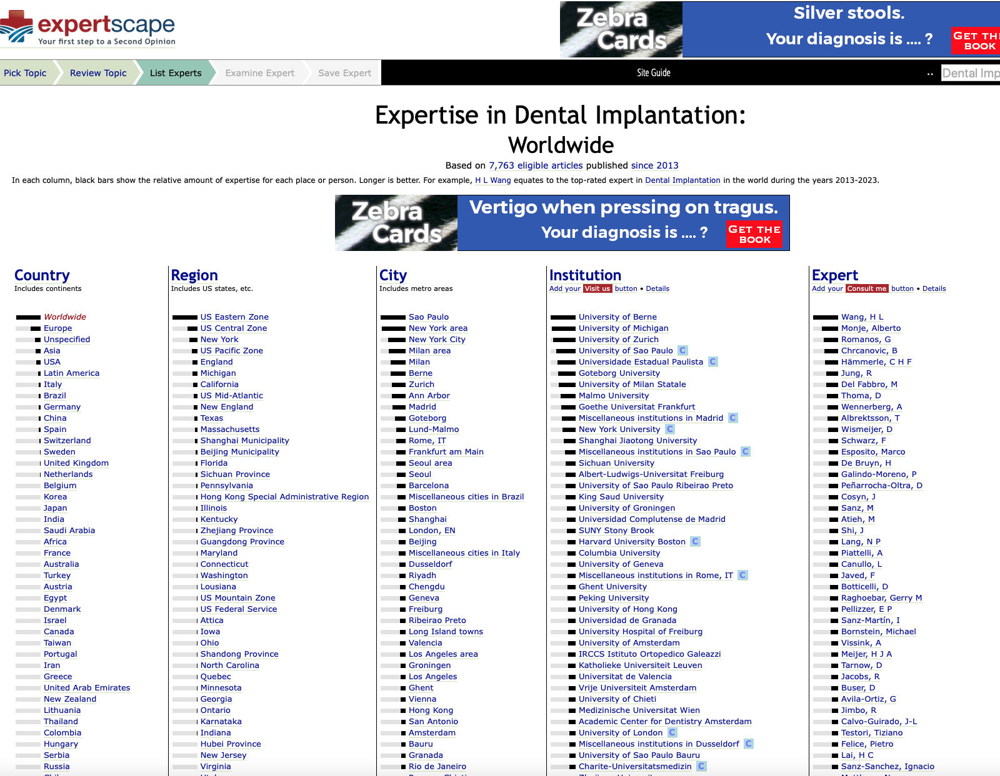 expertscape
Your first step to a Second Opinion
Zebra
Cards
Silver stools.
Your diagnosis is .... ?
GET THE
BOOK
Pick Topic
Review Topic
List Experts
Examine Expert
Save Expert
Site Guide
Dental Imp
Expertise in Dental Implantation:
Worldwide
Based on 7,763 eligible articles published since 2013
In each column, black bars show the relative amount of expertise for each place or person. Longer is better. For example, H L Wang equates to the top-rated expert in Dental Implantation in the world during the years 2013-2023.
Zebra
Cards
Vertigo when pressing on tragus.
Your diagnosis is .... ?
GET THE
BOOK
Country
Includes continents
Worldwide
Europe
Unspecified
Asia
USA
Latin America
Italy
Brazil
Germany
China
Spain
Switzerland
Sweden
United Kingdom
Netherlands
Belgium
Korea
Japan
India
Saudi Arabia
Africa
France
Australia
Turkey
Austria
Egypt
Denmark
Israel
Canada
Taiwan
Portugal
Iran
Greece
United Arab Emirates
New Zealand
Lithuania
Thailand
Colombia
Hungary
Serbia
Russia
Region
Includes US states, etc.
US Eastern Zone
US Central Zone
New York
US Pacific Zone
England
Michigan
California
US Mid-Atlantic
New England
Texas
Massachusetts
Shanghai Municipality
Beijing Municipality
Florida
Sichuan Province
Pennsylvania
Hong Kong Special Administrative Region
Illinois
Kentucky
Zhejiang Province
Guangdong Province
Maryland
Connecticut
Washington
Lousiana
US Mountain Zone
US Federal Service
Attica
Iowa
Ohio
Shandong Province
North Carolina
Quebec
Minnesota
Georgia
Ontario
Karnataka
Indiana
Hubei Province
New Jersey
Virginia
City
Includes metro areas
Sao Paulo
New York area
New York City
Milan area
Milan
Berne
Zurich
Ann Arbor
Madrid
Goteborg
Lund-Malmo
Rome, IT
Frankfurt am Main
Seoul area
Seoul
Barcelona
Miscellaneous cities in Brazil
Boston
Shanghai
London, EN
Beijing
Miscellaneous cities in Italy
Dusseldorf
Riyadh
Chengdu
Geneva
Freiburg
Ribeirao Preto
Long Island towns
Valencia
Los Angeles area
Groningen
Los Angeles
Ghent
Vienna
Hong Kong
San Antonio
Amsterdam
Bauru
Granada
Rio de Janeiro
Institution
Add your Visit us button • Details
University of Berne
University of Michigan
University of Zurich
University of Sao Paulo C
Universidade Estadual Paulista C
Goteborg University
University of Milan Statale
Malmo University
Goethe Universitat Frankfurt
Miscellaneous institutions in Madrid C
New York University C
Shanghai Jiaotong University
Miscellaneous institutions in Sao Paulo C
Sichuan University
Albert-Ludwigs-Universitat Freiburg
University of Sao Paulo Ribeirao Preto
King Saud University
University of Groningen
Universidad Complutense de Madrid
SUNY Stony Brook
Harvard University Boston C
Columbia University
University of Geneva
Miscellaneous institutions in Rome, IT C
Ghent University
Peking University
University of Hong Kong
Universidad de Granada
University Hospital of Freiburg
University of Amsterdam
IRCCS Istituto Ortopedico Galeazzi
Katholieke Universiteit Leuven
Universitat de Valencia
Vrije Universiteit Amsterdam
University of Chieti
Medizinische Universitat Wien
Academic Center for Dentistry Amsterdam
University of London C
Miscellaneous institutions in Dusseldorf C
University of Sao Paulo Bauru
Charite-Universitatsmedizin C
Expert
Add your Consult me button • Details
Wang, H L
Monje, Alberto
Romanos, G
Chrcanovic, B
Hämmerle, C H F
Jung, R
Del Fabbro, M
Thoma, D
Wennerberg, A
Albrektsson, T
Wismeijer, D
Schwarz, F
Esposito, Marco
De Bruyn, H
Galindo-Moreno, P
Peñarrocha-Oltra, D
Cosyn, J
Sanz, M
Atieh, M
Shi, J
Lang, N P
Piattelli, A
Canullo, L
Javed, F
Botticelli, D
Raghoebar, Gerry M
Pellizzer, E P
Sanz-Martín, I
Bornstein, Michael
Vissink, A
Meijer, H J A
Tarnow, D
Jacobs, R
Buser, D
Avila-Ortiz, G
Jimbo, R
Calvo-Guirado, J-L
Testori, Tiziano
Felice, Pietro
Lai, H C
Sanz-Sanchez, Ignacio